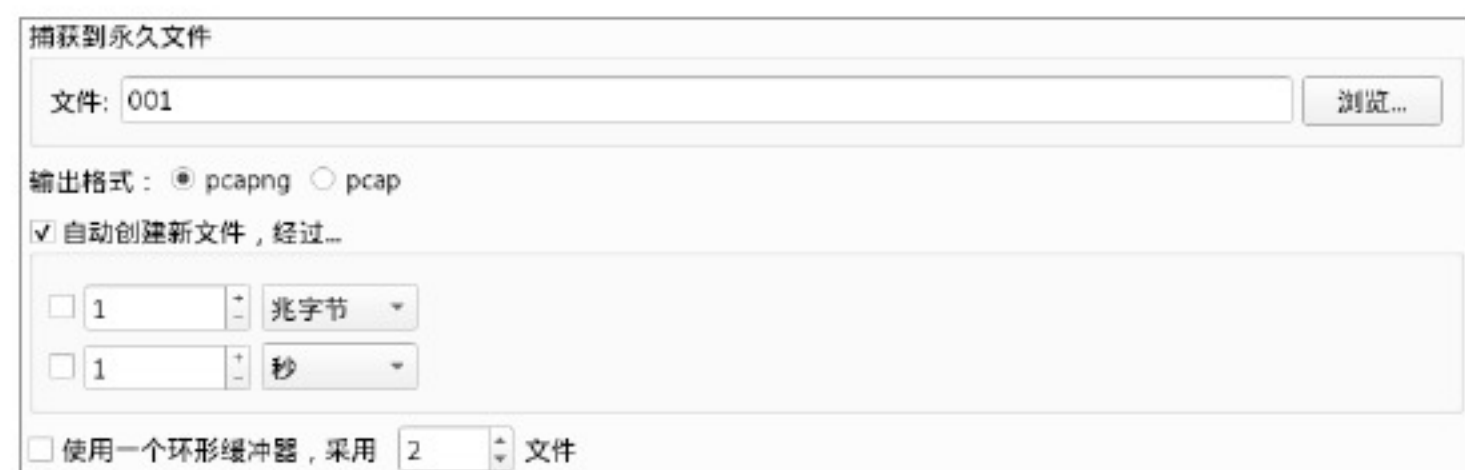 捕获到永久文件
文件: 001 浏览...
输出格式： pcapng pcap
自动创建新文件，经过...
1 兆字节
1 秒
使用一个环形缓冲器，采用 2 文件